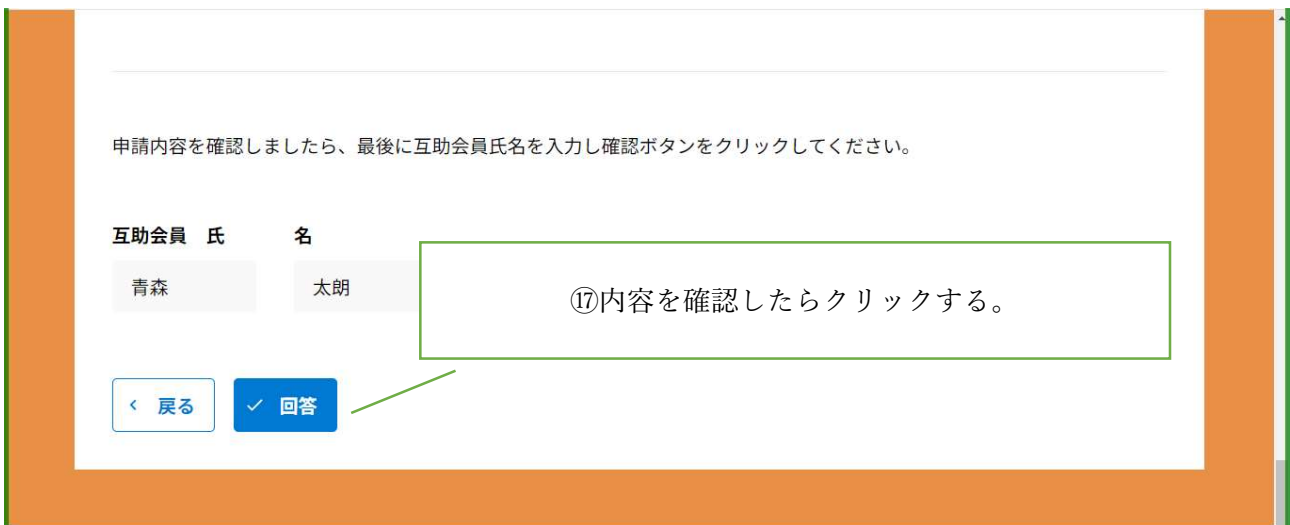 申請内容を確認しましたら、最後に互助会員氏名を入力し確認ボタンをクリックしてください。
互助会員　氏　名
青森　太朗
⑰内容を確認したらクリックする。
戻る　回答